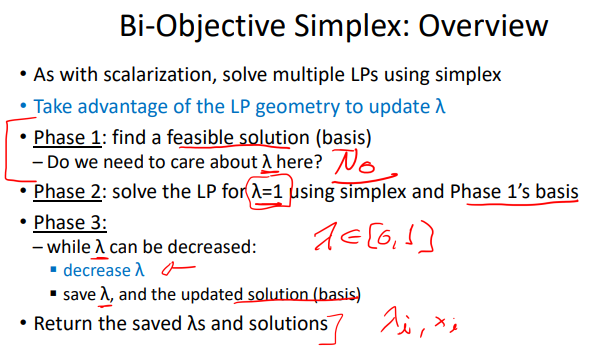 Bi-Objective Simplex: Overview
• As with scalarization, solve multiple LPs using simplex
• Take advantage of the LP geometry to update λ
• Phase 1: find a feasible solution (basis)
– Do we need to care about λ here? No
• Phase 2: solve the LP for λ=1 using simplex and Phase 1's basis
• Phase 3:
– while λ can be decreased: λ∈[0,1]
▪ decrease λ
▪ save λ, and the updated solution (basis)
• Return the saved λs and solutions λi, xi